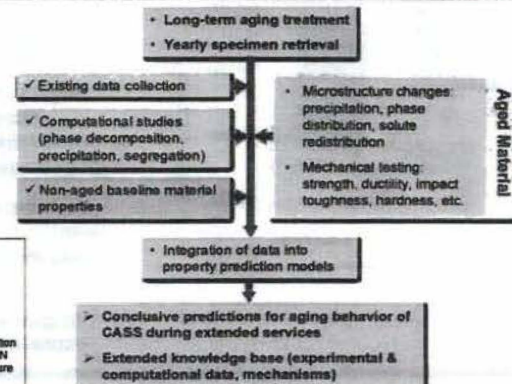 • Long-term aging treatment
• Yearly specimen retrieval
✓ Existing data collection
✓ Computational studies
(phase decomposition,
precipitation, segregation)
✓ Non-aged baseline material
properties
• Microstructure changes:
precipitation, phase
distribution, solute
redistribution
• Mechanical testing:
strength, ductility, impact
toughness, hardness, etc.
Aged Material
• Integration of data into
property prediction models
➢ Conclusive predictions for aging behavior of
CASS during extended services
➢ Extended knowledge base (experimental &
computational data, mechanisms)